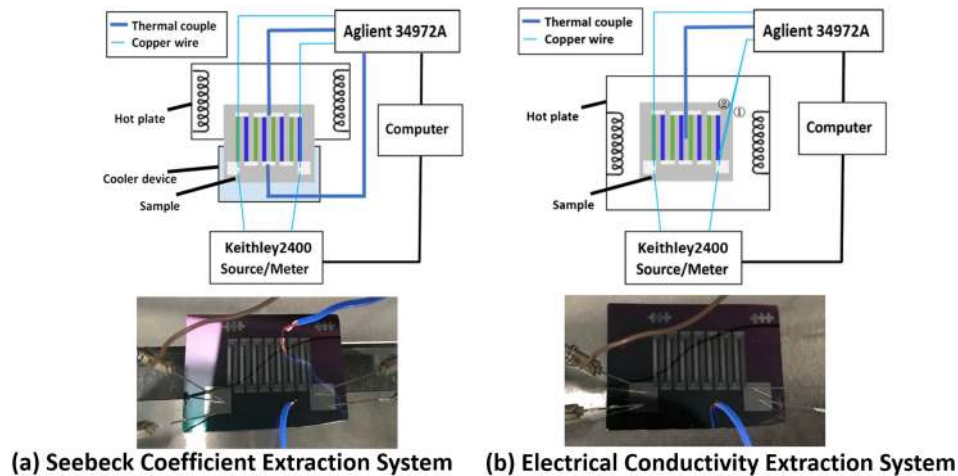 Thermal couple
Copper wire
Aglient 34972A
Hot plate
Computer
Cooler device
Sample
Keithley2400
Source/Meter
Thermal couple
Copper wire
Aglient 34972A
② ①
Hot plate
Computer
Sample
Keithley2400
Source/Meter
(a) Seebeck Coefficient Extraction System
(b) Electrical Conductivity Extraction System